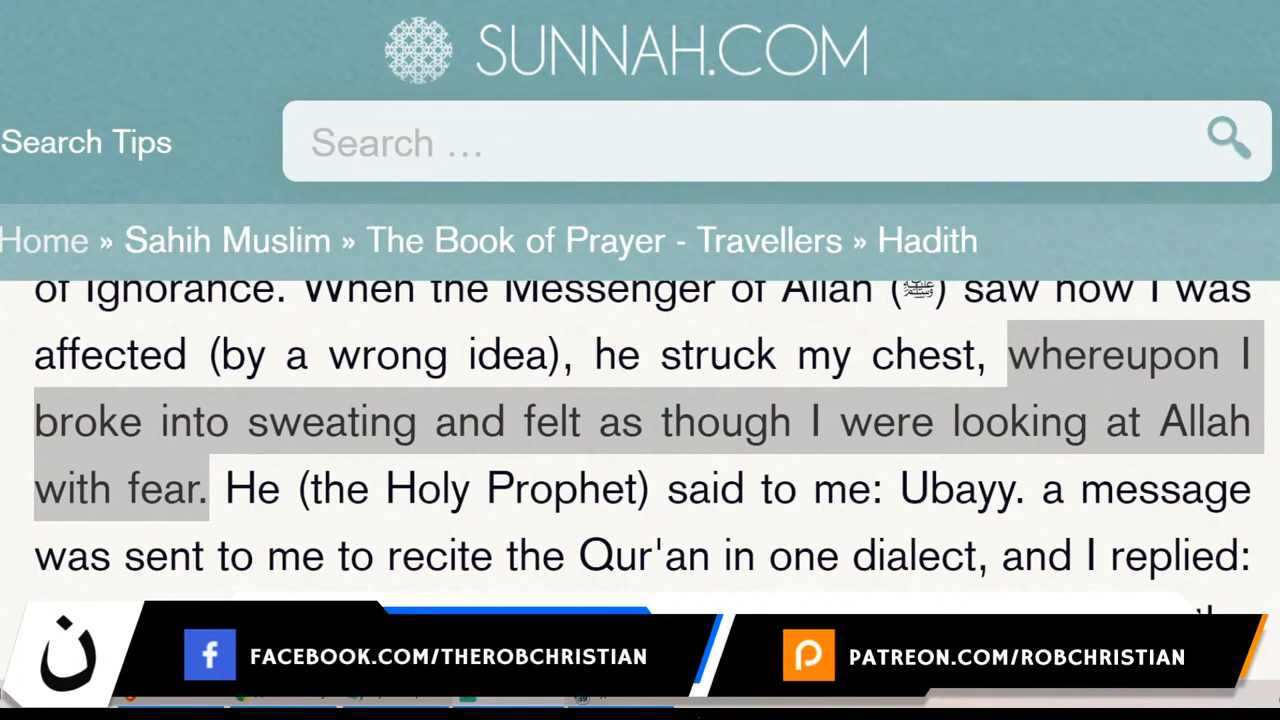 SUNNAH.COM
Search Tips
Search ...
Home » Sahih Muslim » The Book of Prayer - Travellers » Hadith
of Ignorance. When the Messenger of Allah (ﷺ) saw how I was
affected (by a wrong idea), he struck my chest, whereupon I
broke into sweating and felt as though I were looking at Allah
with fear. He (the Holy Prophet) said to me: Ubayy. a message
was sent to me to recite the Qur'an in one dialect, and I replied:
ن
FACEBOOK.COM/THEROBCHRISTIAN
PATREON.COM/ROBCHRISTIAN